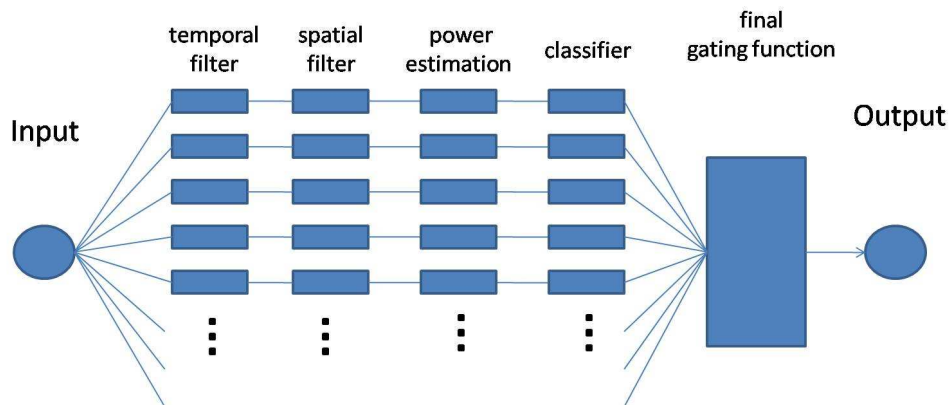 temporal
filter
spatial
filter
power
estimation
classifier
final
gating function
Input
Output